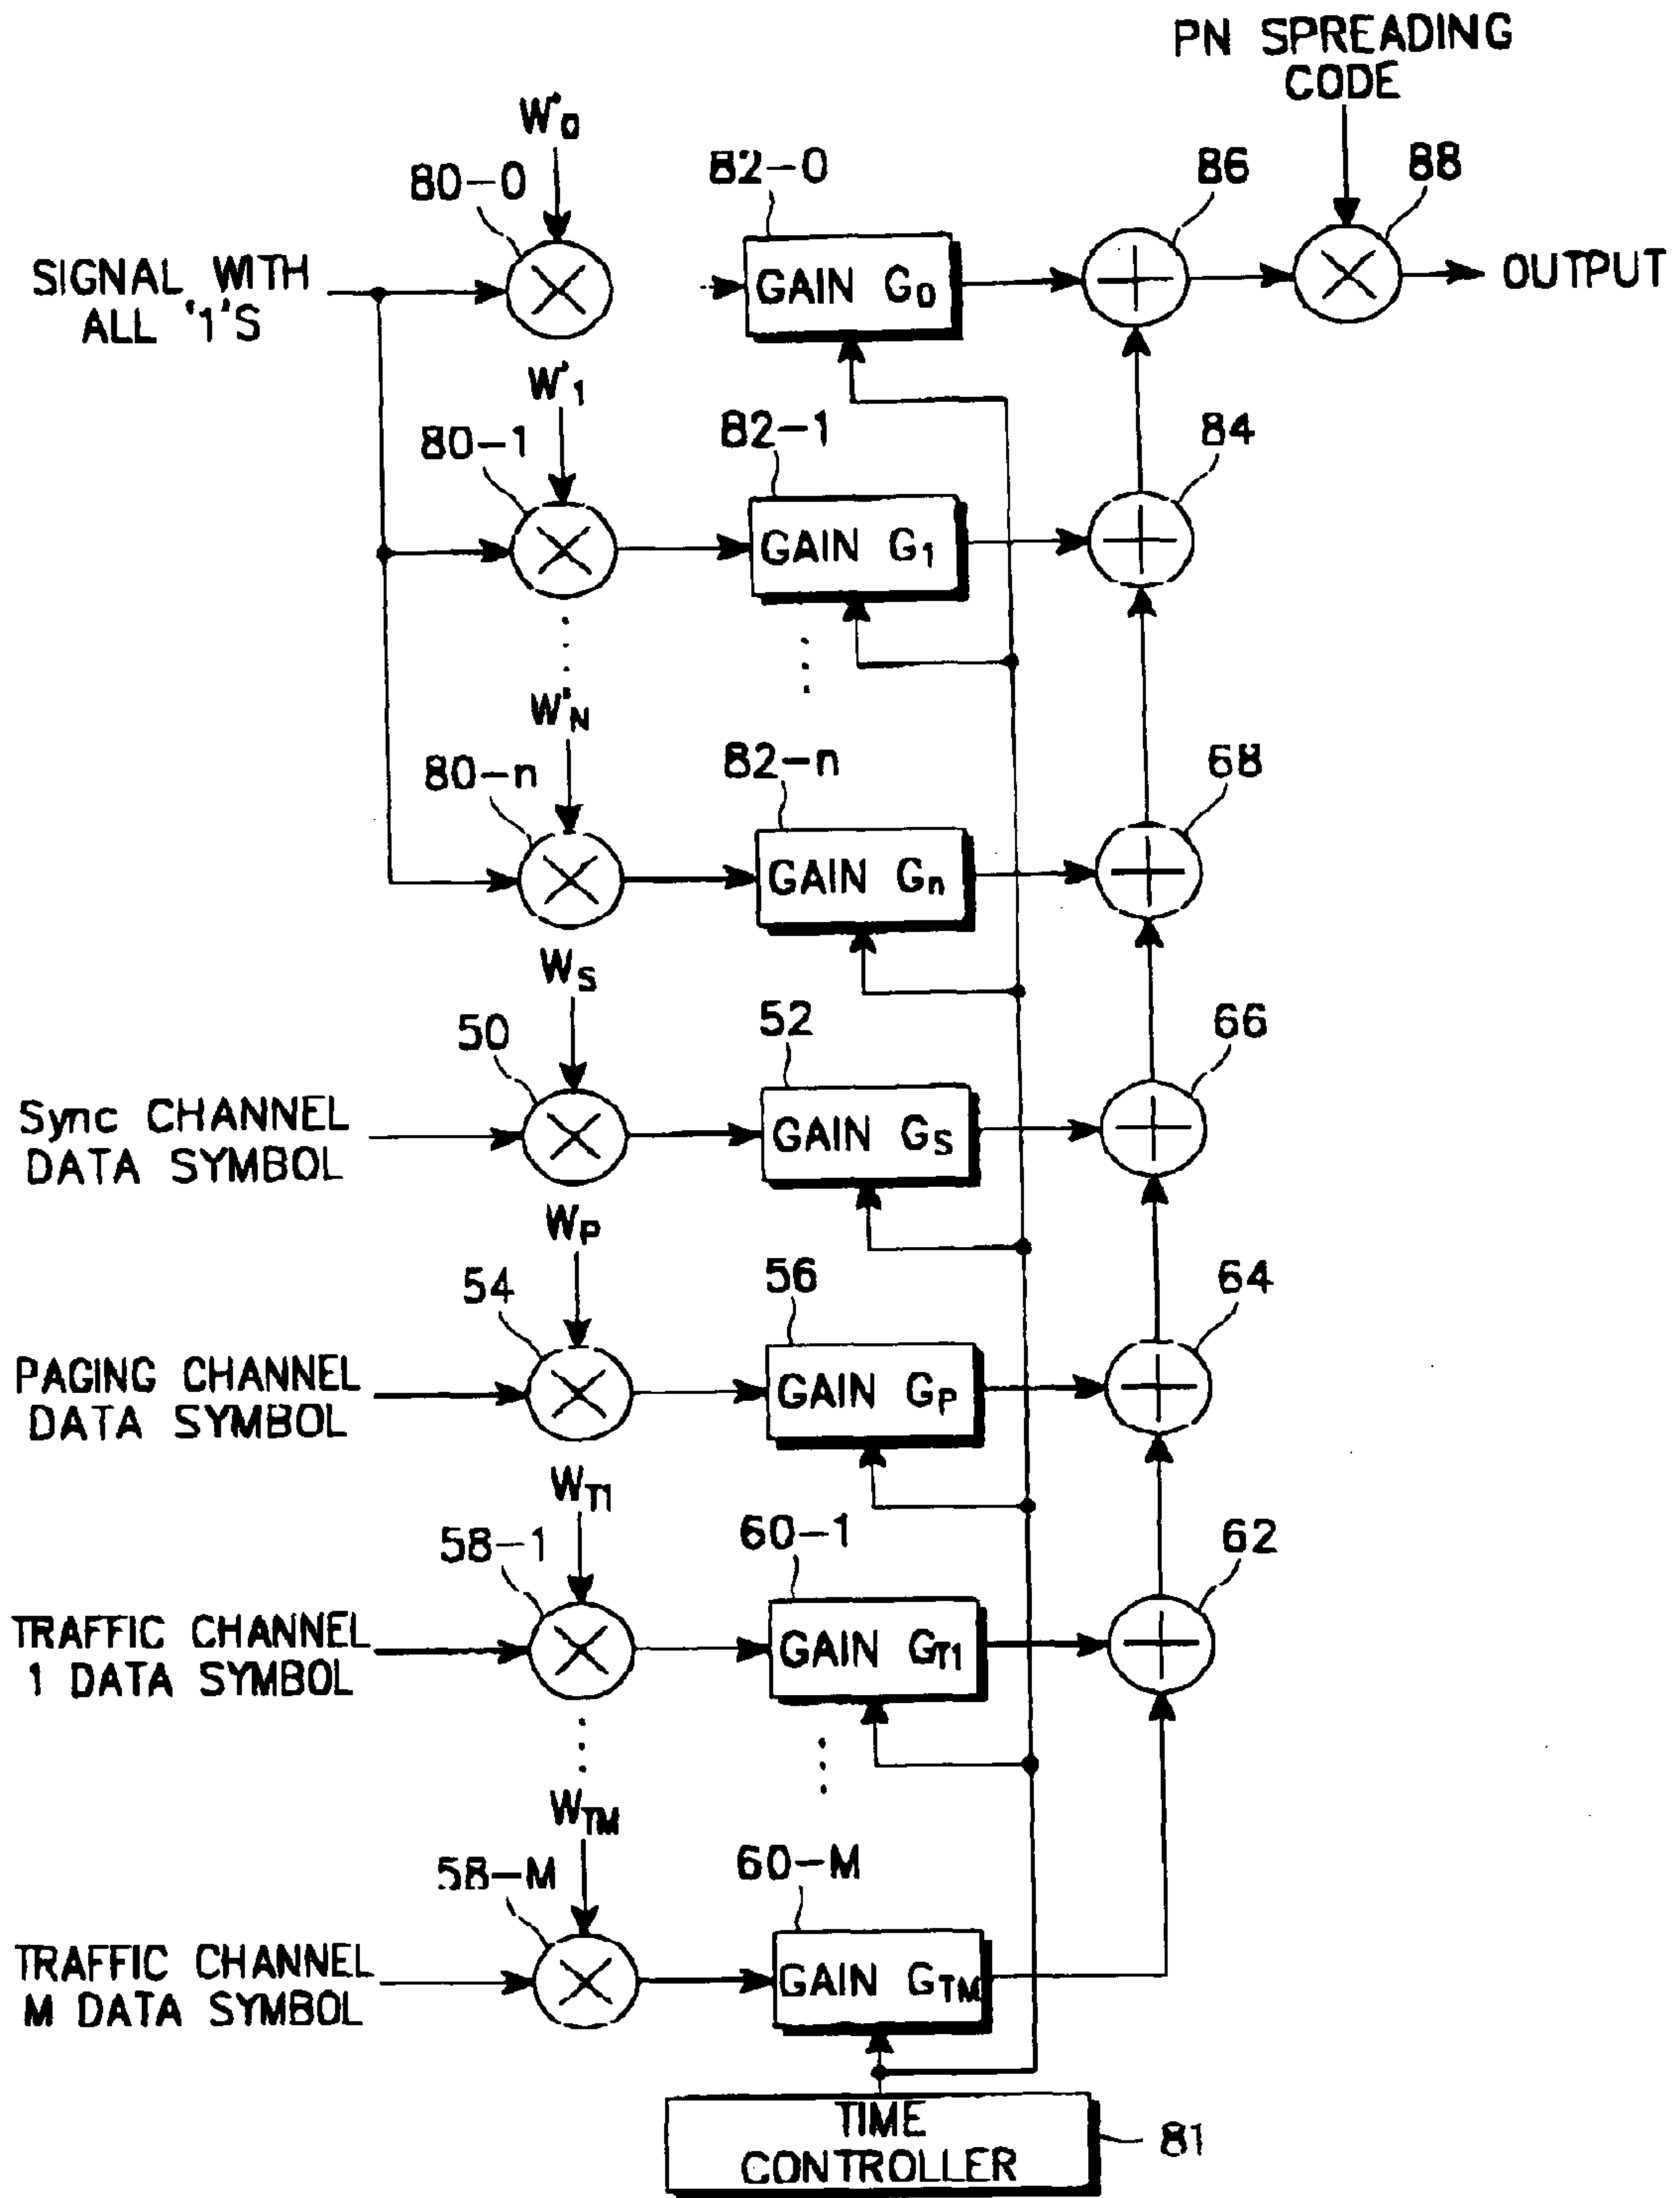 PN SPREADING
CODE
W'0
80-0
82-0
86
88
SIGNAL WITH
ALL '1'S
GAIN G0
OUTPUT
W'1
80-1
82-1
84
GAIN G1
W'N
80-n
82-n
68
GAIN Gn
WS
50
52
66
Sync CHANNEL
DATA SYMBOL
GAIN GS
WP
54
56
64
PAGING CHANNEL
DATA SYMBOL
GAIN GP
WT1
58-1
60-1
62
TRAFFIC CHANNEL
1 DATA SYMBOL
GAIN GT1
WTM
58-M
60-M
TRAFFIC CHANNEL
M DATA SYMBOL
GAIN GTM
TIME
CONTROLLER
81